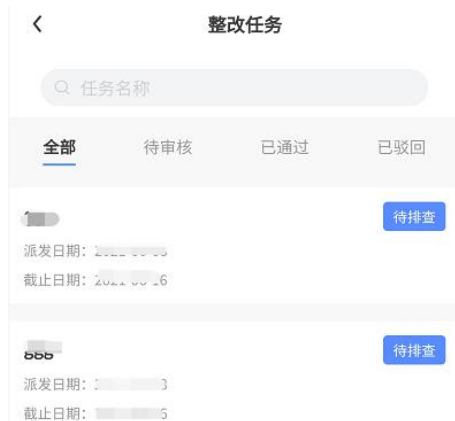 整改任务
任务名称
全部 待审核 已通过 已驳回
待排查
派发日期:
截止日期:
待排查
派发日期:
截止日期: